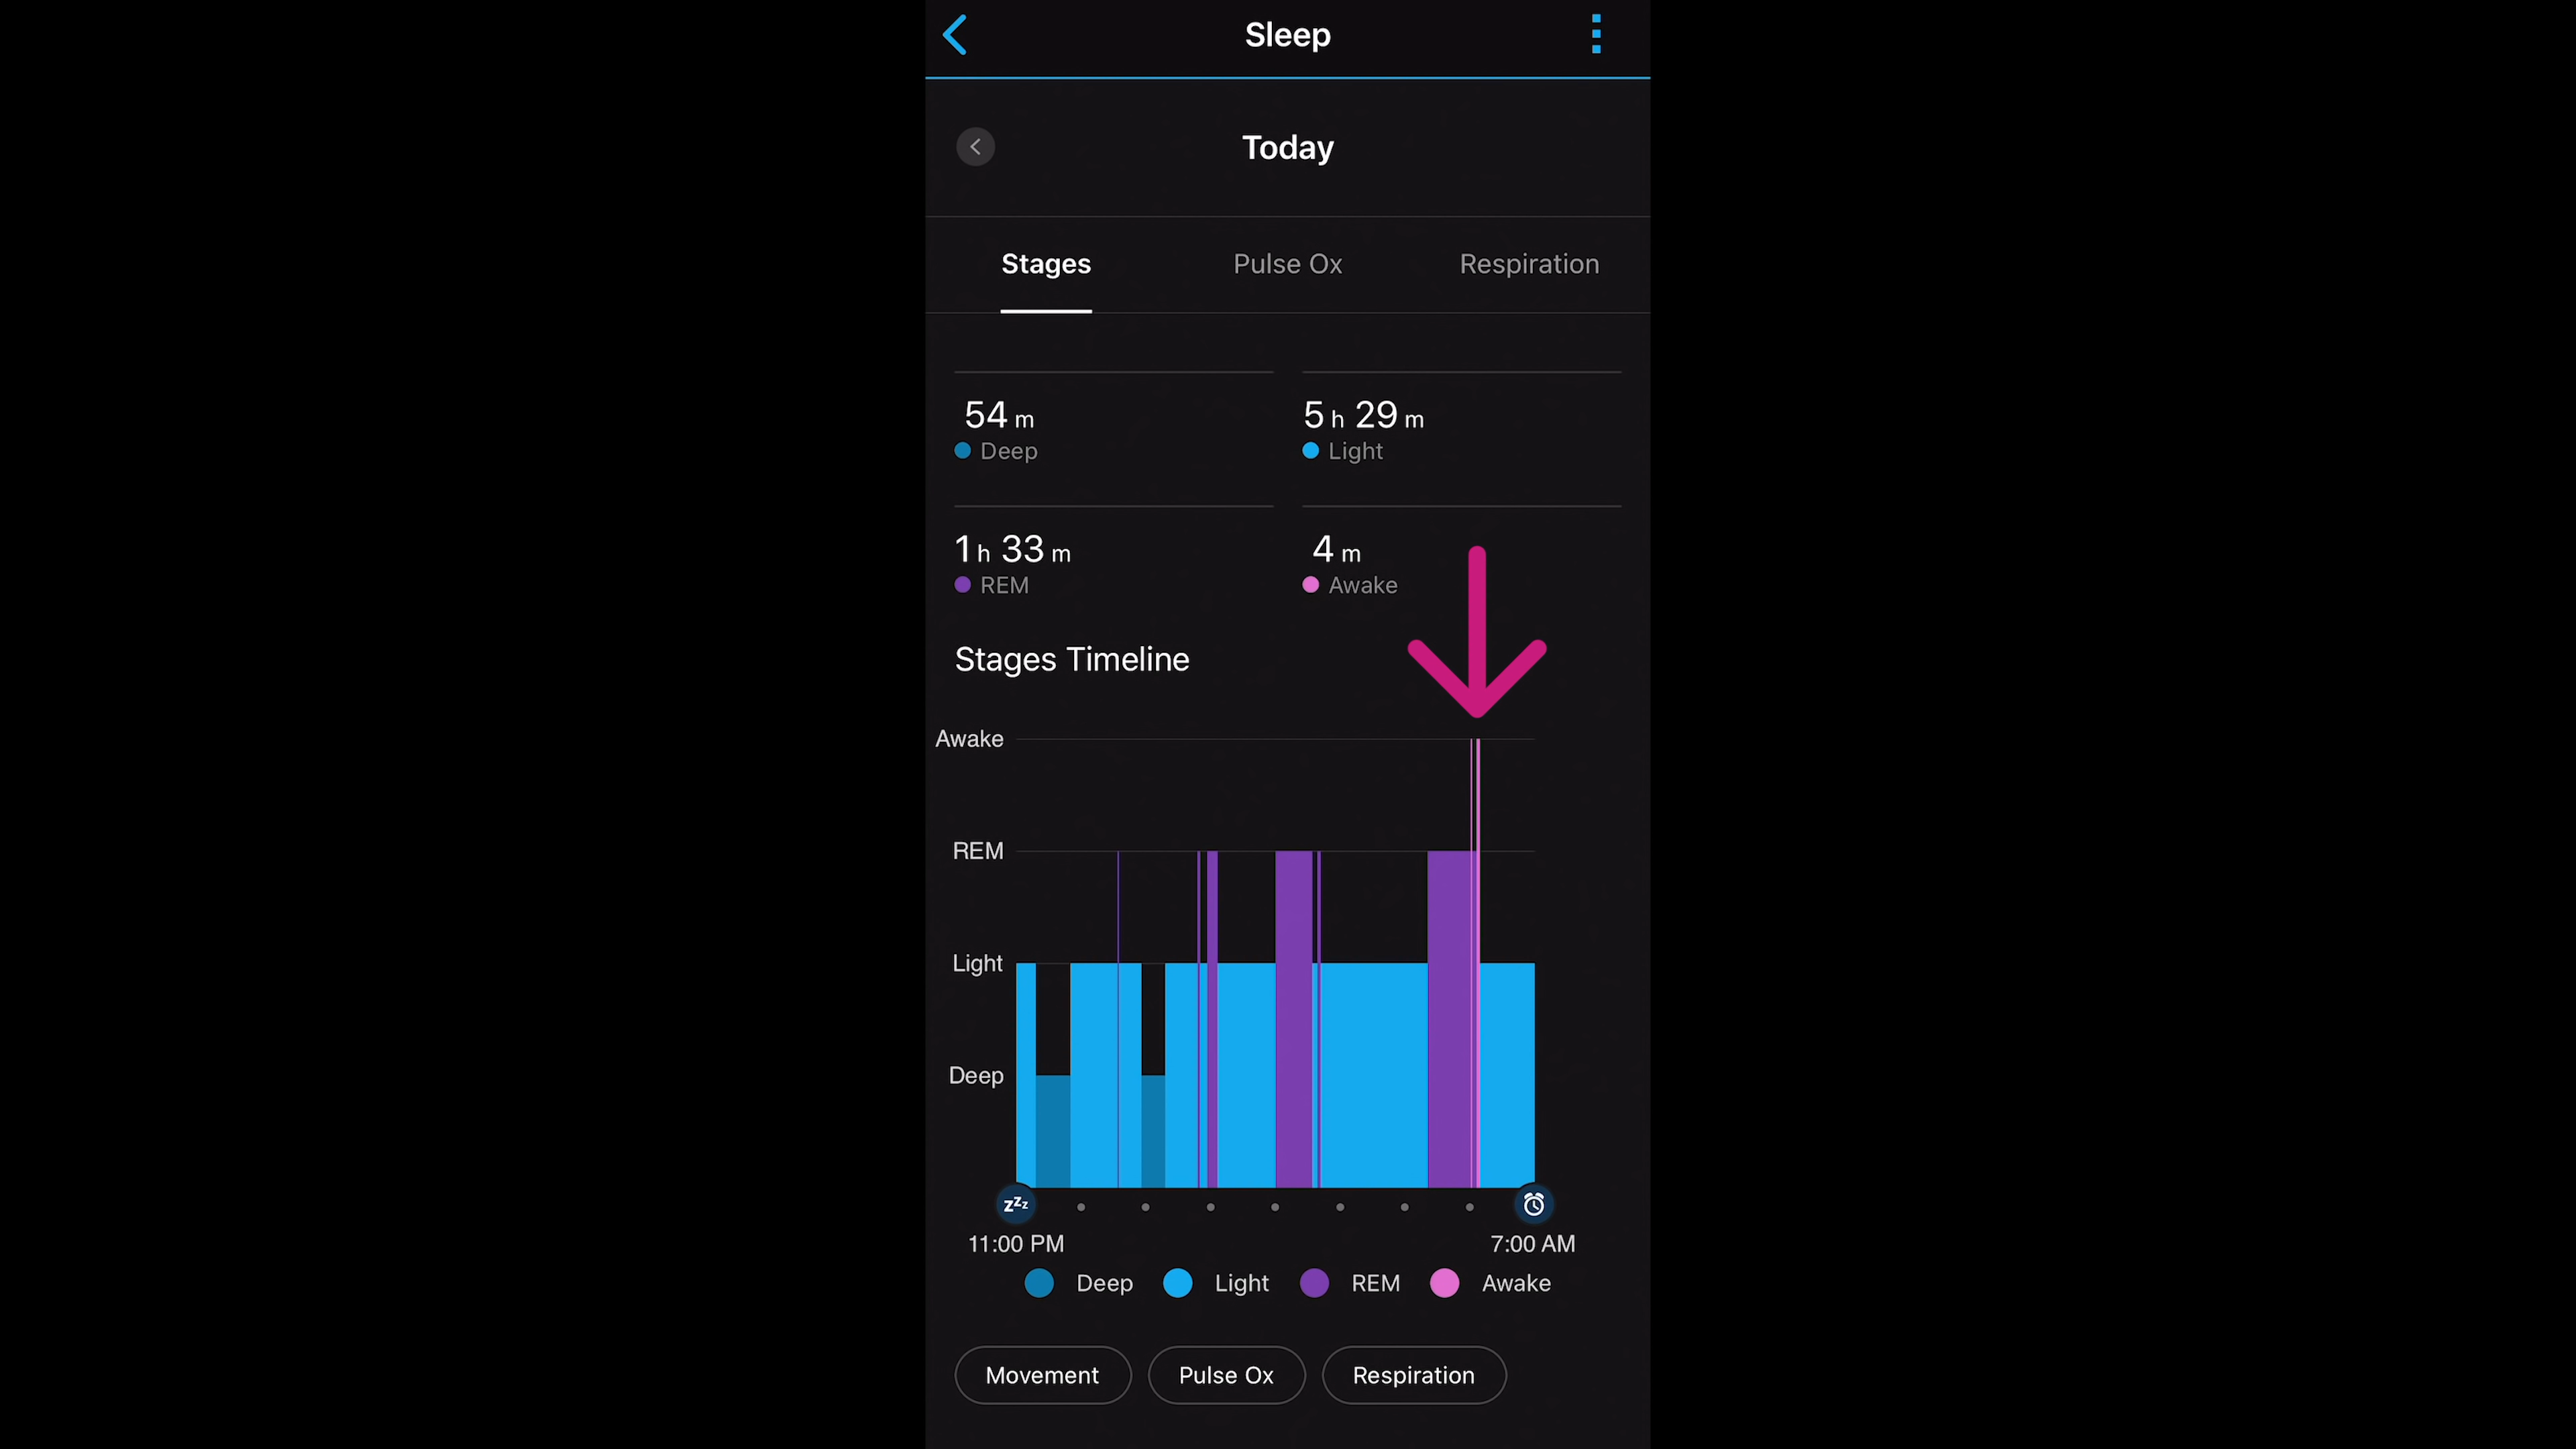 Sleep
Today
Stages Pulse Ox Respiration
54 m 5 h 29 m
Deep Light
1 h 33 m 4 m
REM Awake
Stages Timeline
Awake
REM
Light
Deep
zzz
11:00 PM 7:00 AM
Deep Light REM Awake
Movement Pulse Ox Respiration